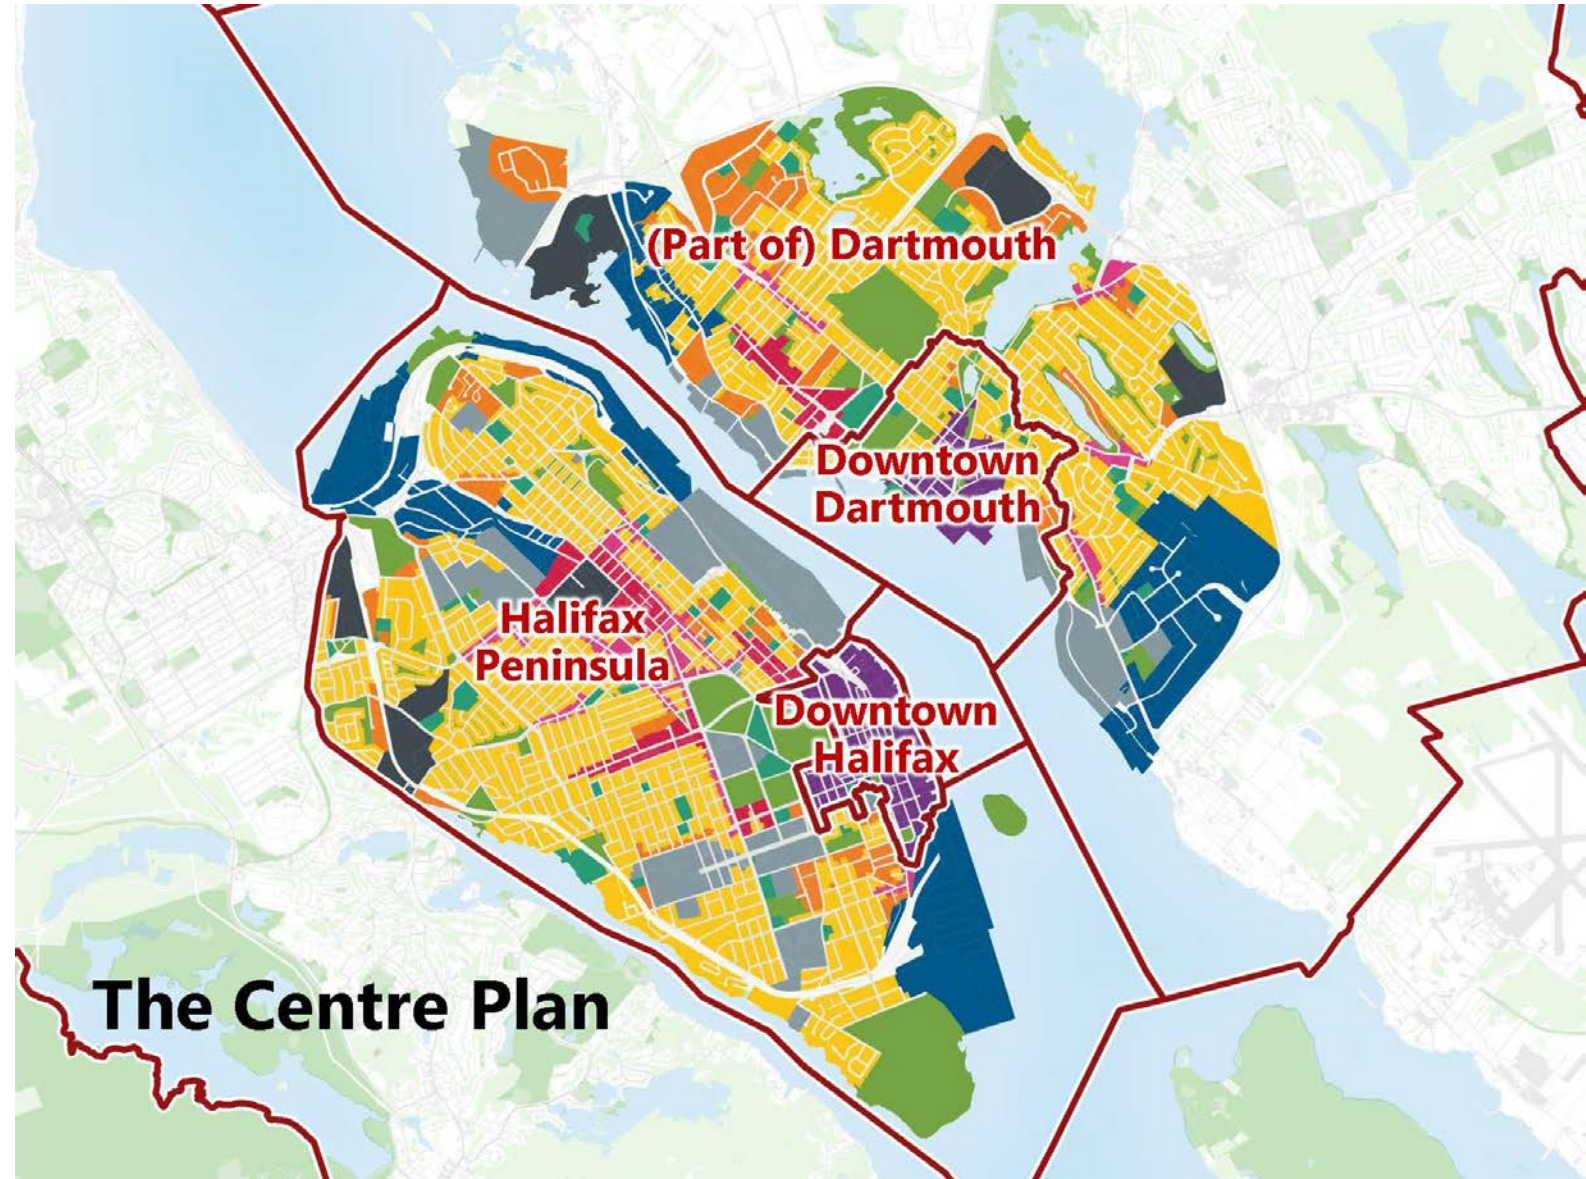 (Part of) Dartmouth
Downtown
Dartmouth
Halifax
Peninsula
Downtown
Halifax
The Centre Plan